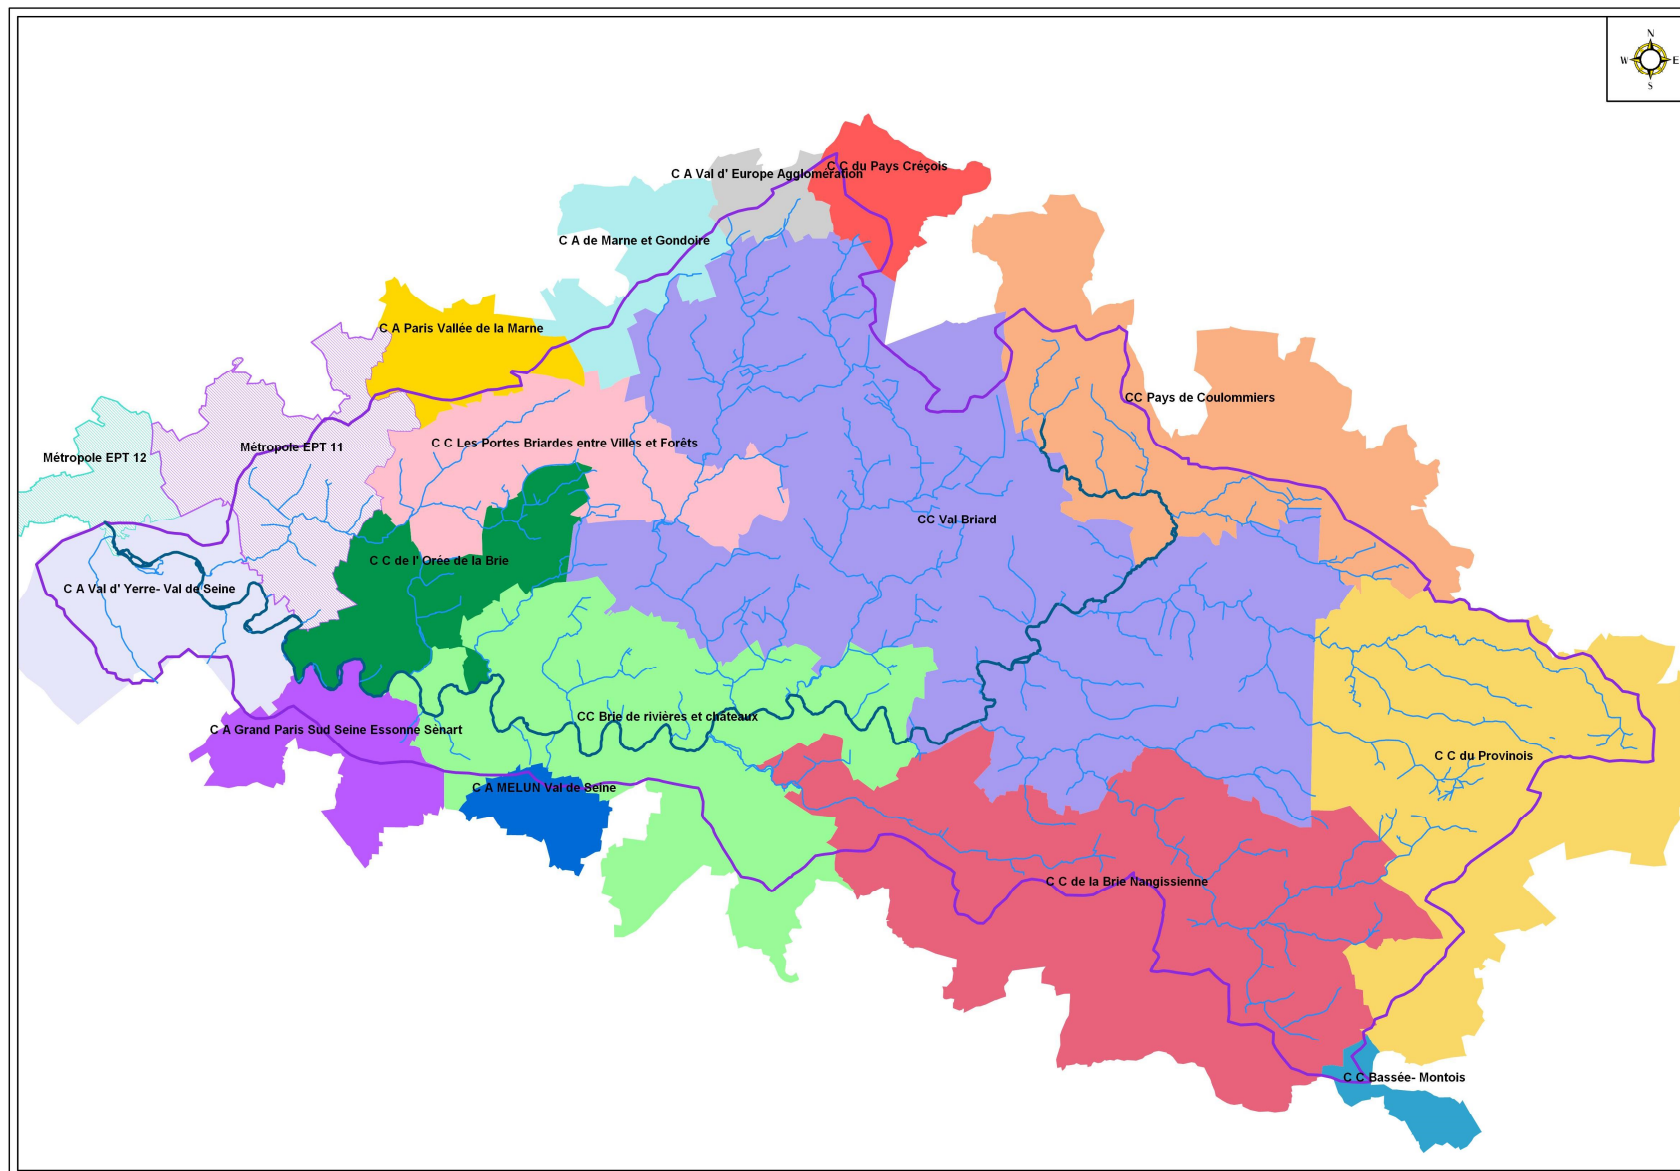 N
W E
S
C C du Pays Créçois
C A Val d' Europe Agglomération
C A de Marne et Gondoire
C A Paris Vallée de la Marne
CC Pays de Coulommiers
C C Les Portes Briardes entre Villes et Forêts
Métropole EPT 11
Métropole EPT 12
CC Val Briard
C C de l' Orée de la Brie
C A Val d' Yerre- Val de Seine
CC Brie de rivières et châteaux
C A Grand Paris Sud Seine Essonne Sènart
C C du Provinois
C A MELUN Val de Seine
C C de la Brie Nangissienne
C C Bassée- Montois